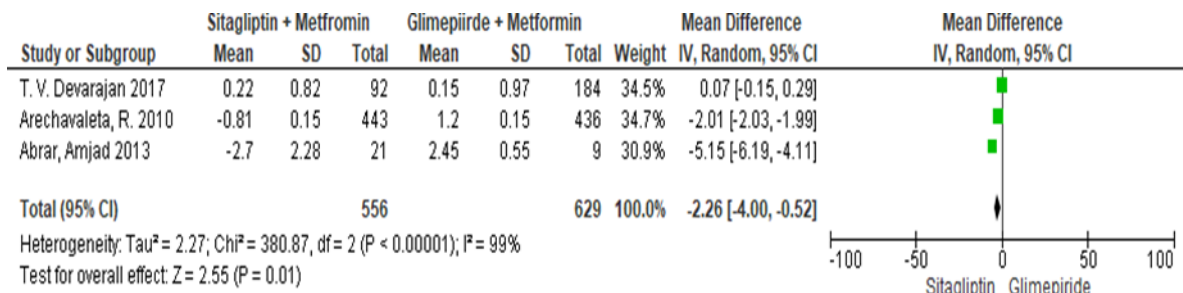 Sitagliptin + Metfromin Glimepiirde + Metformin Mean Difference Mean Difference
Study or Subgroup Mean SD Total Mean SD Total Weight IV, Random, 95% CI IV, Random, 95% CI
T. V. Devarajan 2017 0.22 0.82 92 0.15 0.97 184 34.5% 0.07 [-0.15, 0.29]
Arechavaleta, R. 2010 -0.81 0.15 443 1.2 0.15 436 34.7% -2.01 [-2.03, -1.99]
Abrar, Amjad 2013 -2.7 2.28 21 2.45 0.55 9 30.9% -5.15 [-6.19, -4.11]
Total (95% CI) 556 629 100.0% -2.26 [-4.00, -0.52]
Heterogeneity: Tau² = 2.27; Chi² = 380.87, df = 2 (P < 0.00001); I² = 99%
Test for overall effect: Z = 2.55 (P = 0.01)
-100 -50 0 50 100
Sitagliptin Glimepiride